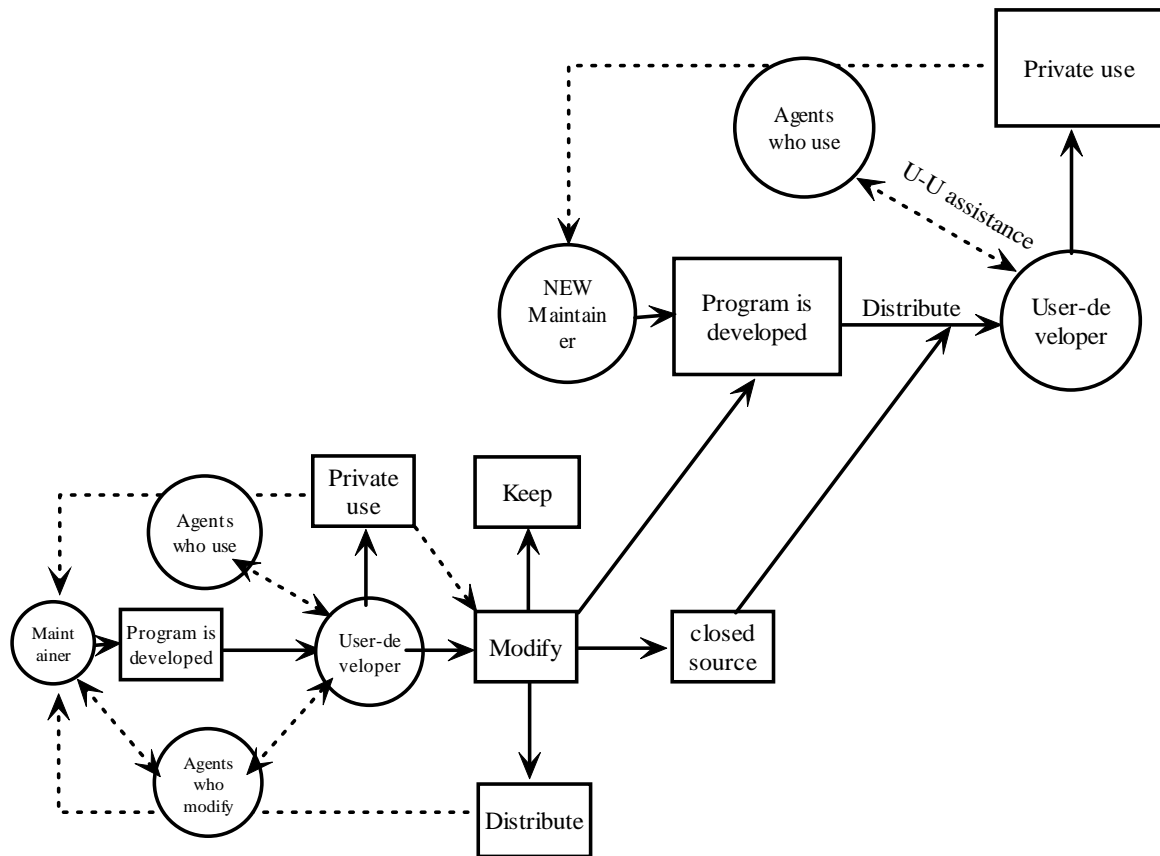 Private use
Agents
who use
U-U assistance
NEW
Maintain
er
Program is
developed
Distribute
User-de
veloper
Private
use
Keep
Agents
who use
Maint
ainer
Program is
developed
User-de
veloper
Modify
closed
source
Agents
who
modify
Distribute